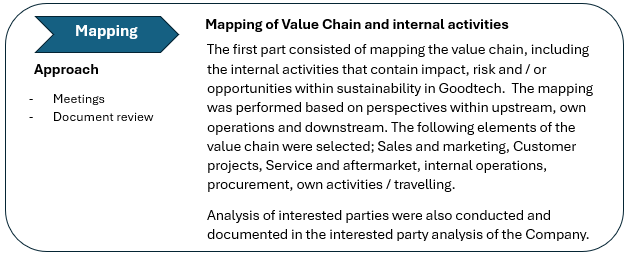 Mapping
Approach
- Meetings
- Document review
Mapping of Value Chain and internal activities
The first part consisted of mapping the value chain, including
the internal activities that contain impact, risk and / or
opportunities within sustainability in Goodtech.  The mapping
was performed based on perspectives within upstream, own
operations and downstream. The following elements of the
value chain were selected; Sales and marketing, Customer
projects, Service and aftermarket, internal operations,
procurement, own activities / travelling.
Analysis of interested parties were also conducted and
documented in the interested party analysis of the Company.